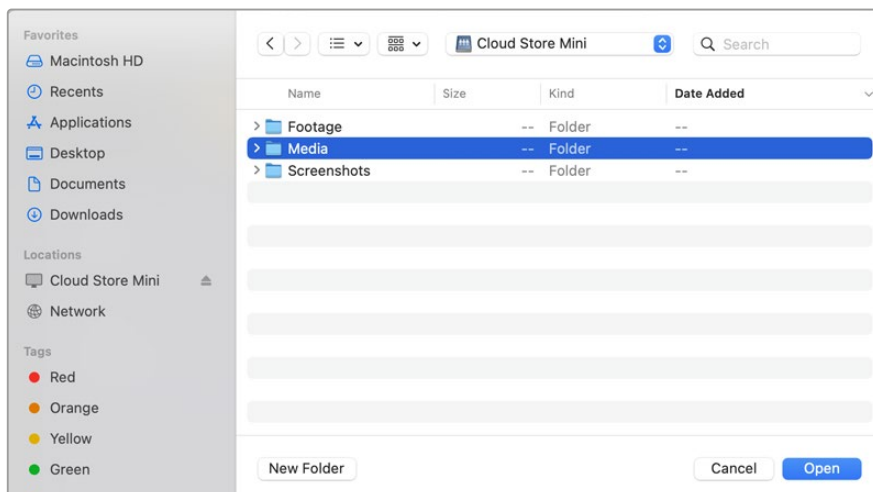 Favorites
Macintosh HD
Recents
Applications
Desktop
Documents
Downloads
Locations
Cloud Store Mini
Network
Tags
Red
Orange
Yellow
Green
Cloud Store Mini
Search
Name Size Kind Date Added
Footage -- Folder --
Media -- Folder --
Screenshots -- Folder --
New Folder Cancel Open